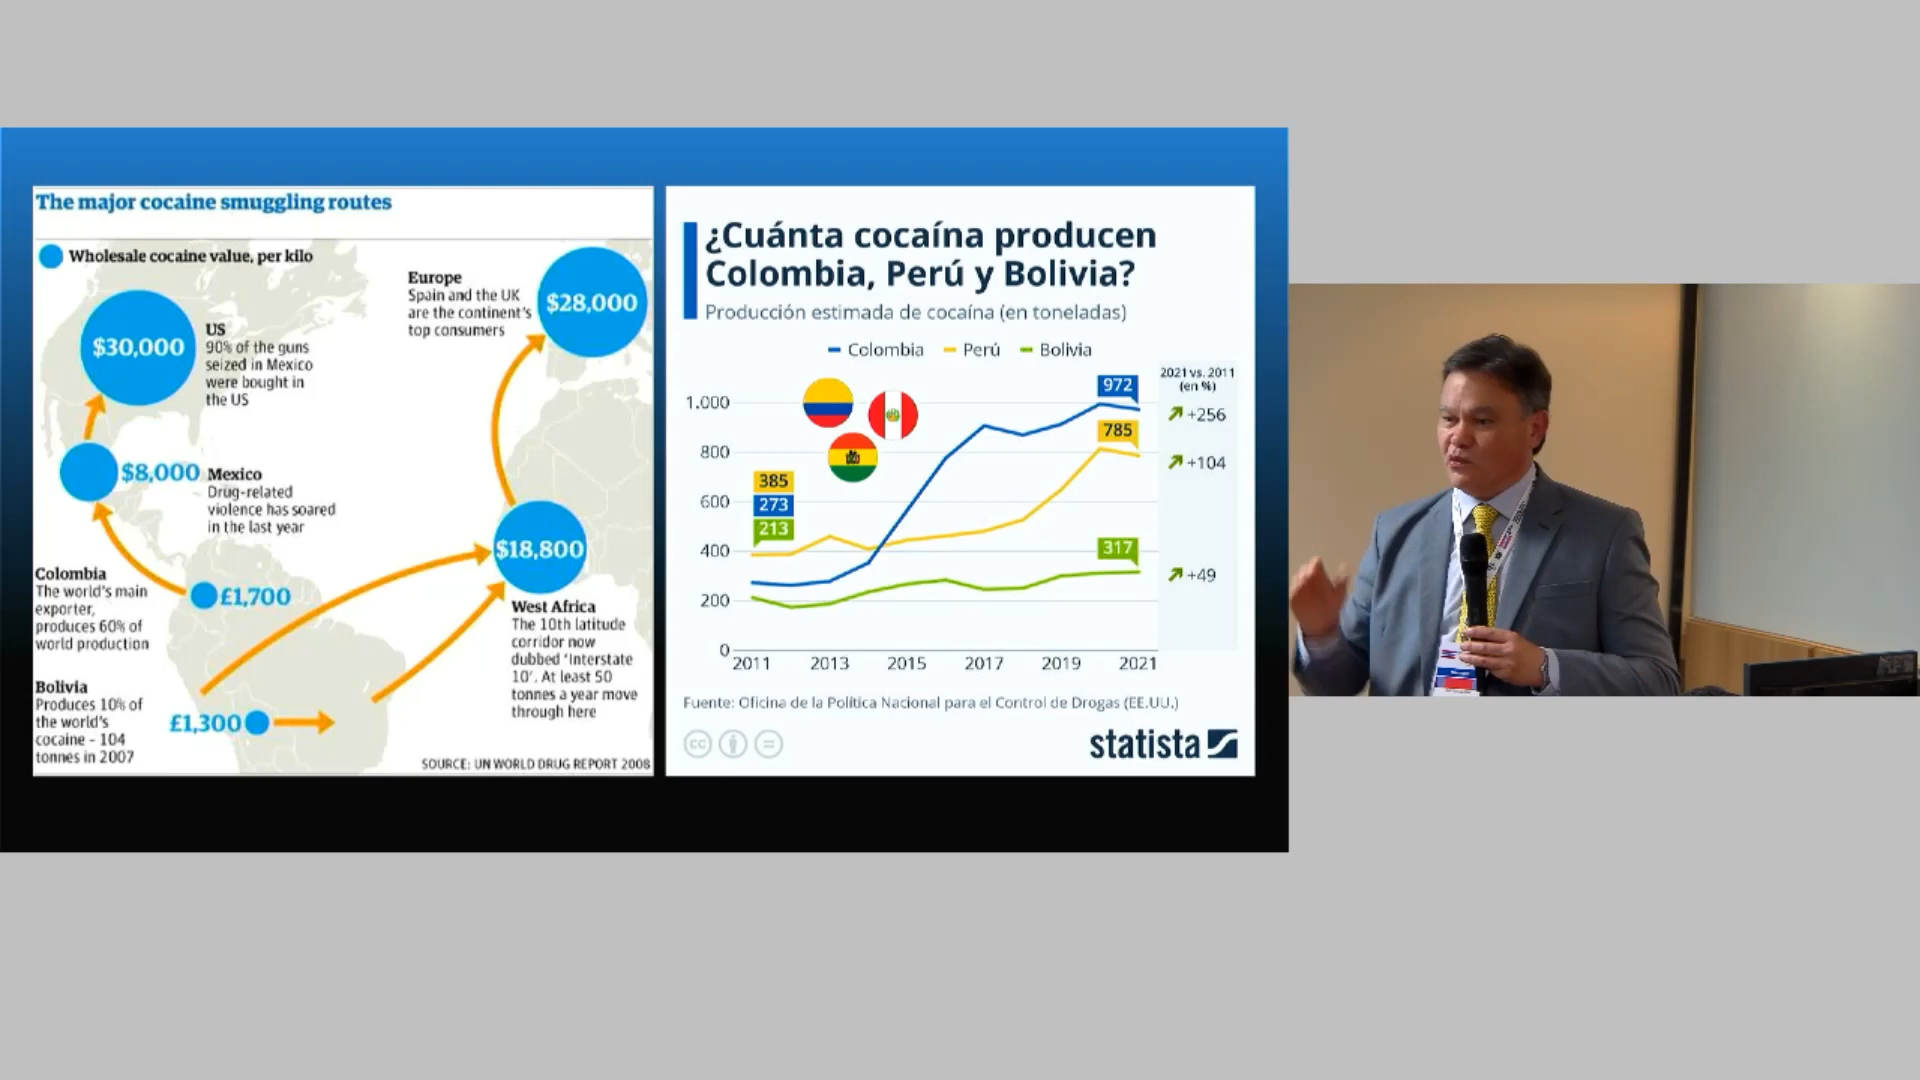 The major cocaine smuggling routes
Wholesale cocaine value, per kilo
$30,000
US
90% of the guns
seized in Mexico
were bought in
the US
Europe
Spain and the UK
are the continent's
top consumers
$28,000
$8,000
Mexico
Drug-related
violence has soared
in the last year
$18,800
Colombia
The world's main
exporter,
produces 60% of
world production
£1,700
West Africa
The 10th latitude
corridor now
dubbed 'Interstate
10'. At least 50
tonnes a year move
through here
Bolivia
Produces 10% of
the world's
cocaine – 104
tonnes in 2007
£1,300
SOURCE: UN WORLD DRUG REPORT 2008
¿Cuánta cocaína producen
Colombia, Perú y Bolivia?
Producción estimada de cocaína (en toneladas)
Colombia Perú Bolivia
2021 vs. 2011
(en %)
972
1.000
+256
785
800
+104
385
273
213
600
400
317
+49
200
0
2011 2013 2015 2017 2019 2021
Fuente: Oficina de la Política Nacional para el Control de Drogas (EE.UU.)
cc
statista